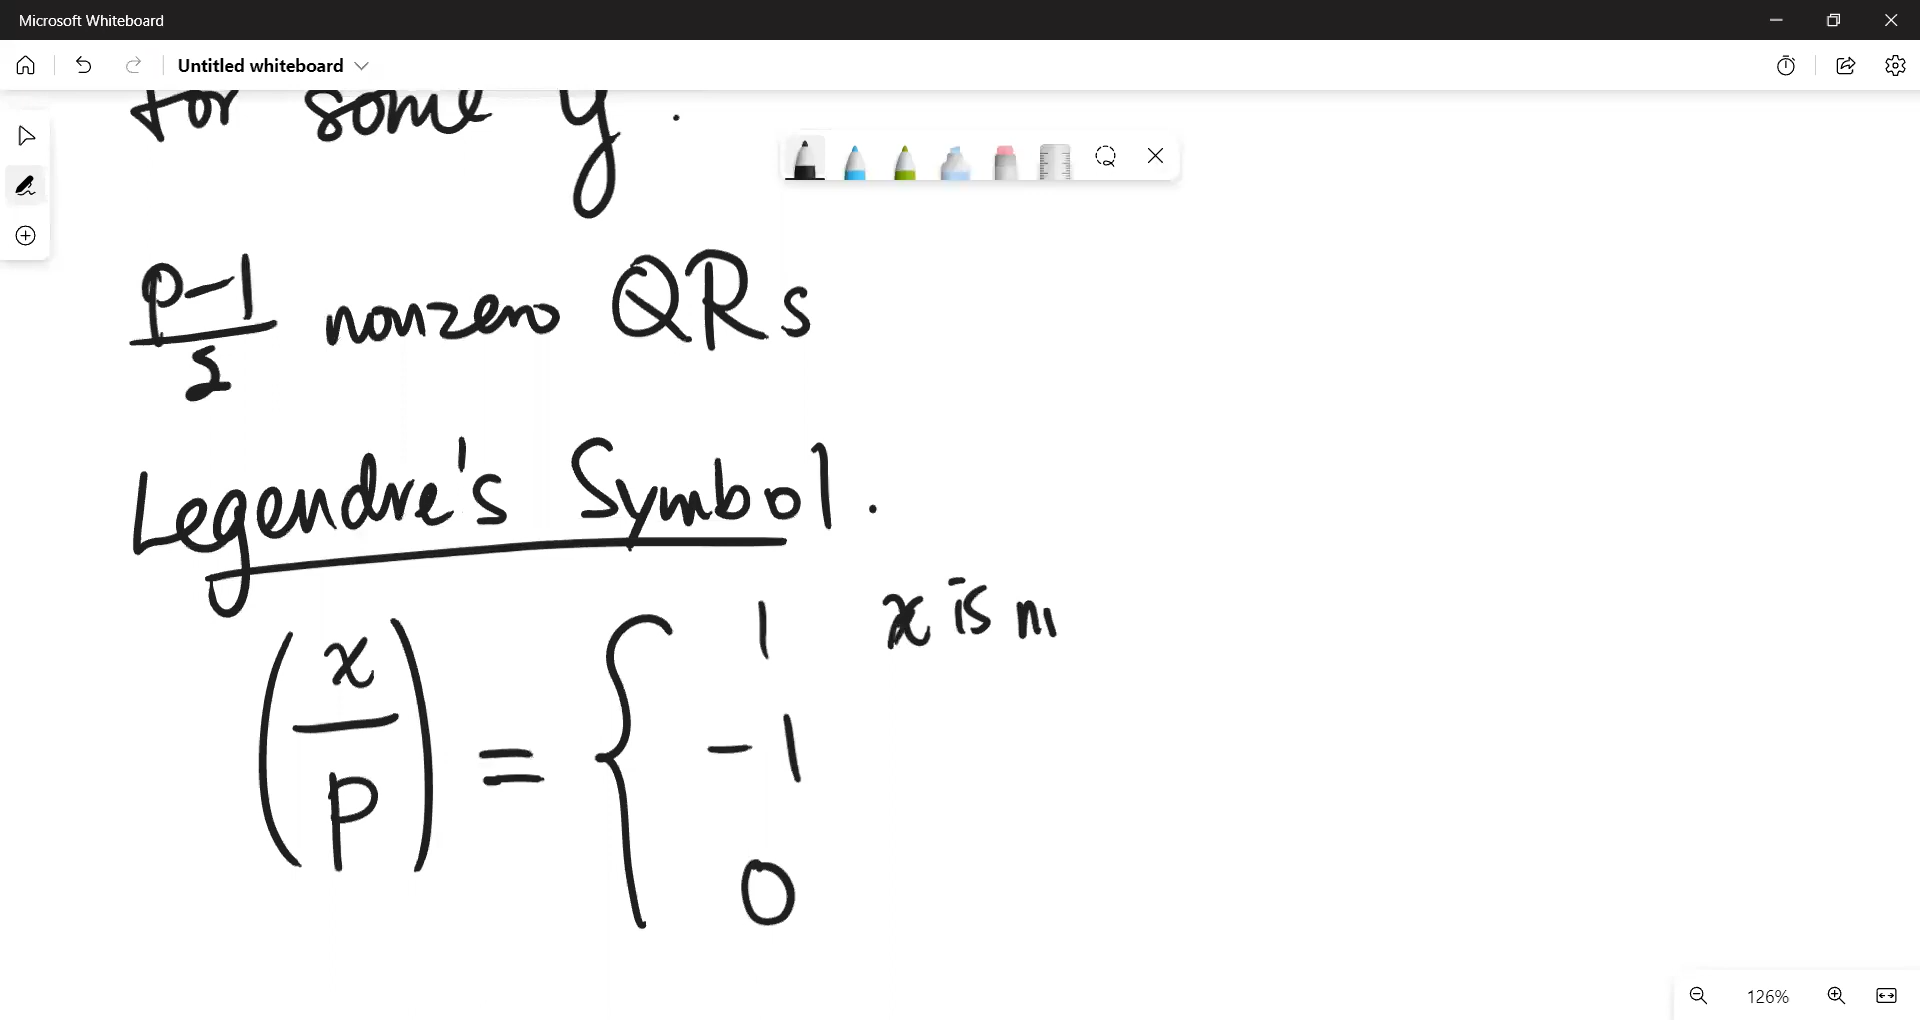 Microsoft Whiteboard
Untitled whiteboard
for some y.
p-1/2 nonzero QRs
Legendre's Symbol.
(x/p) = { 1 x is
-1
0
126%